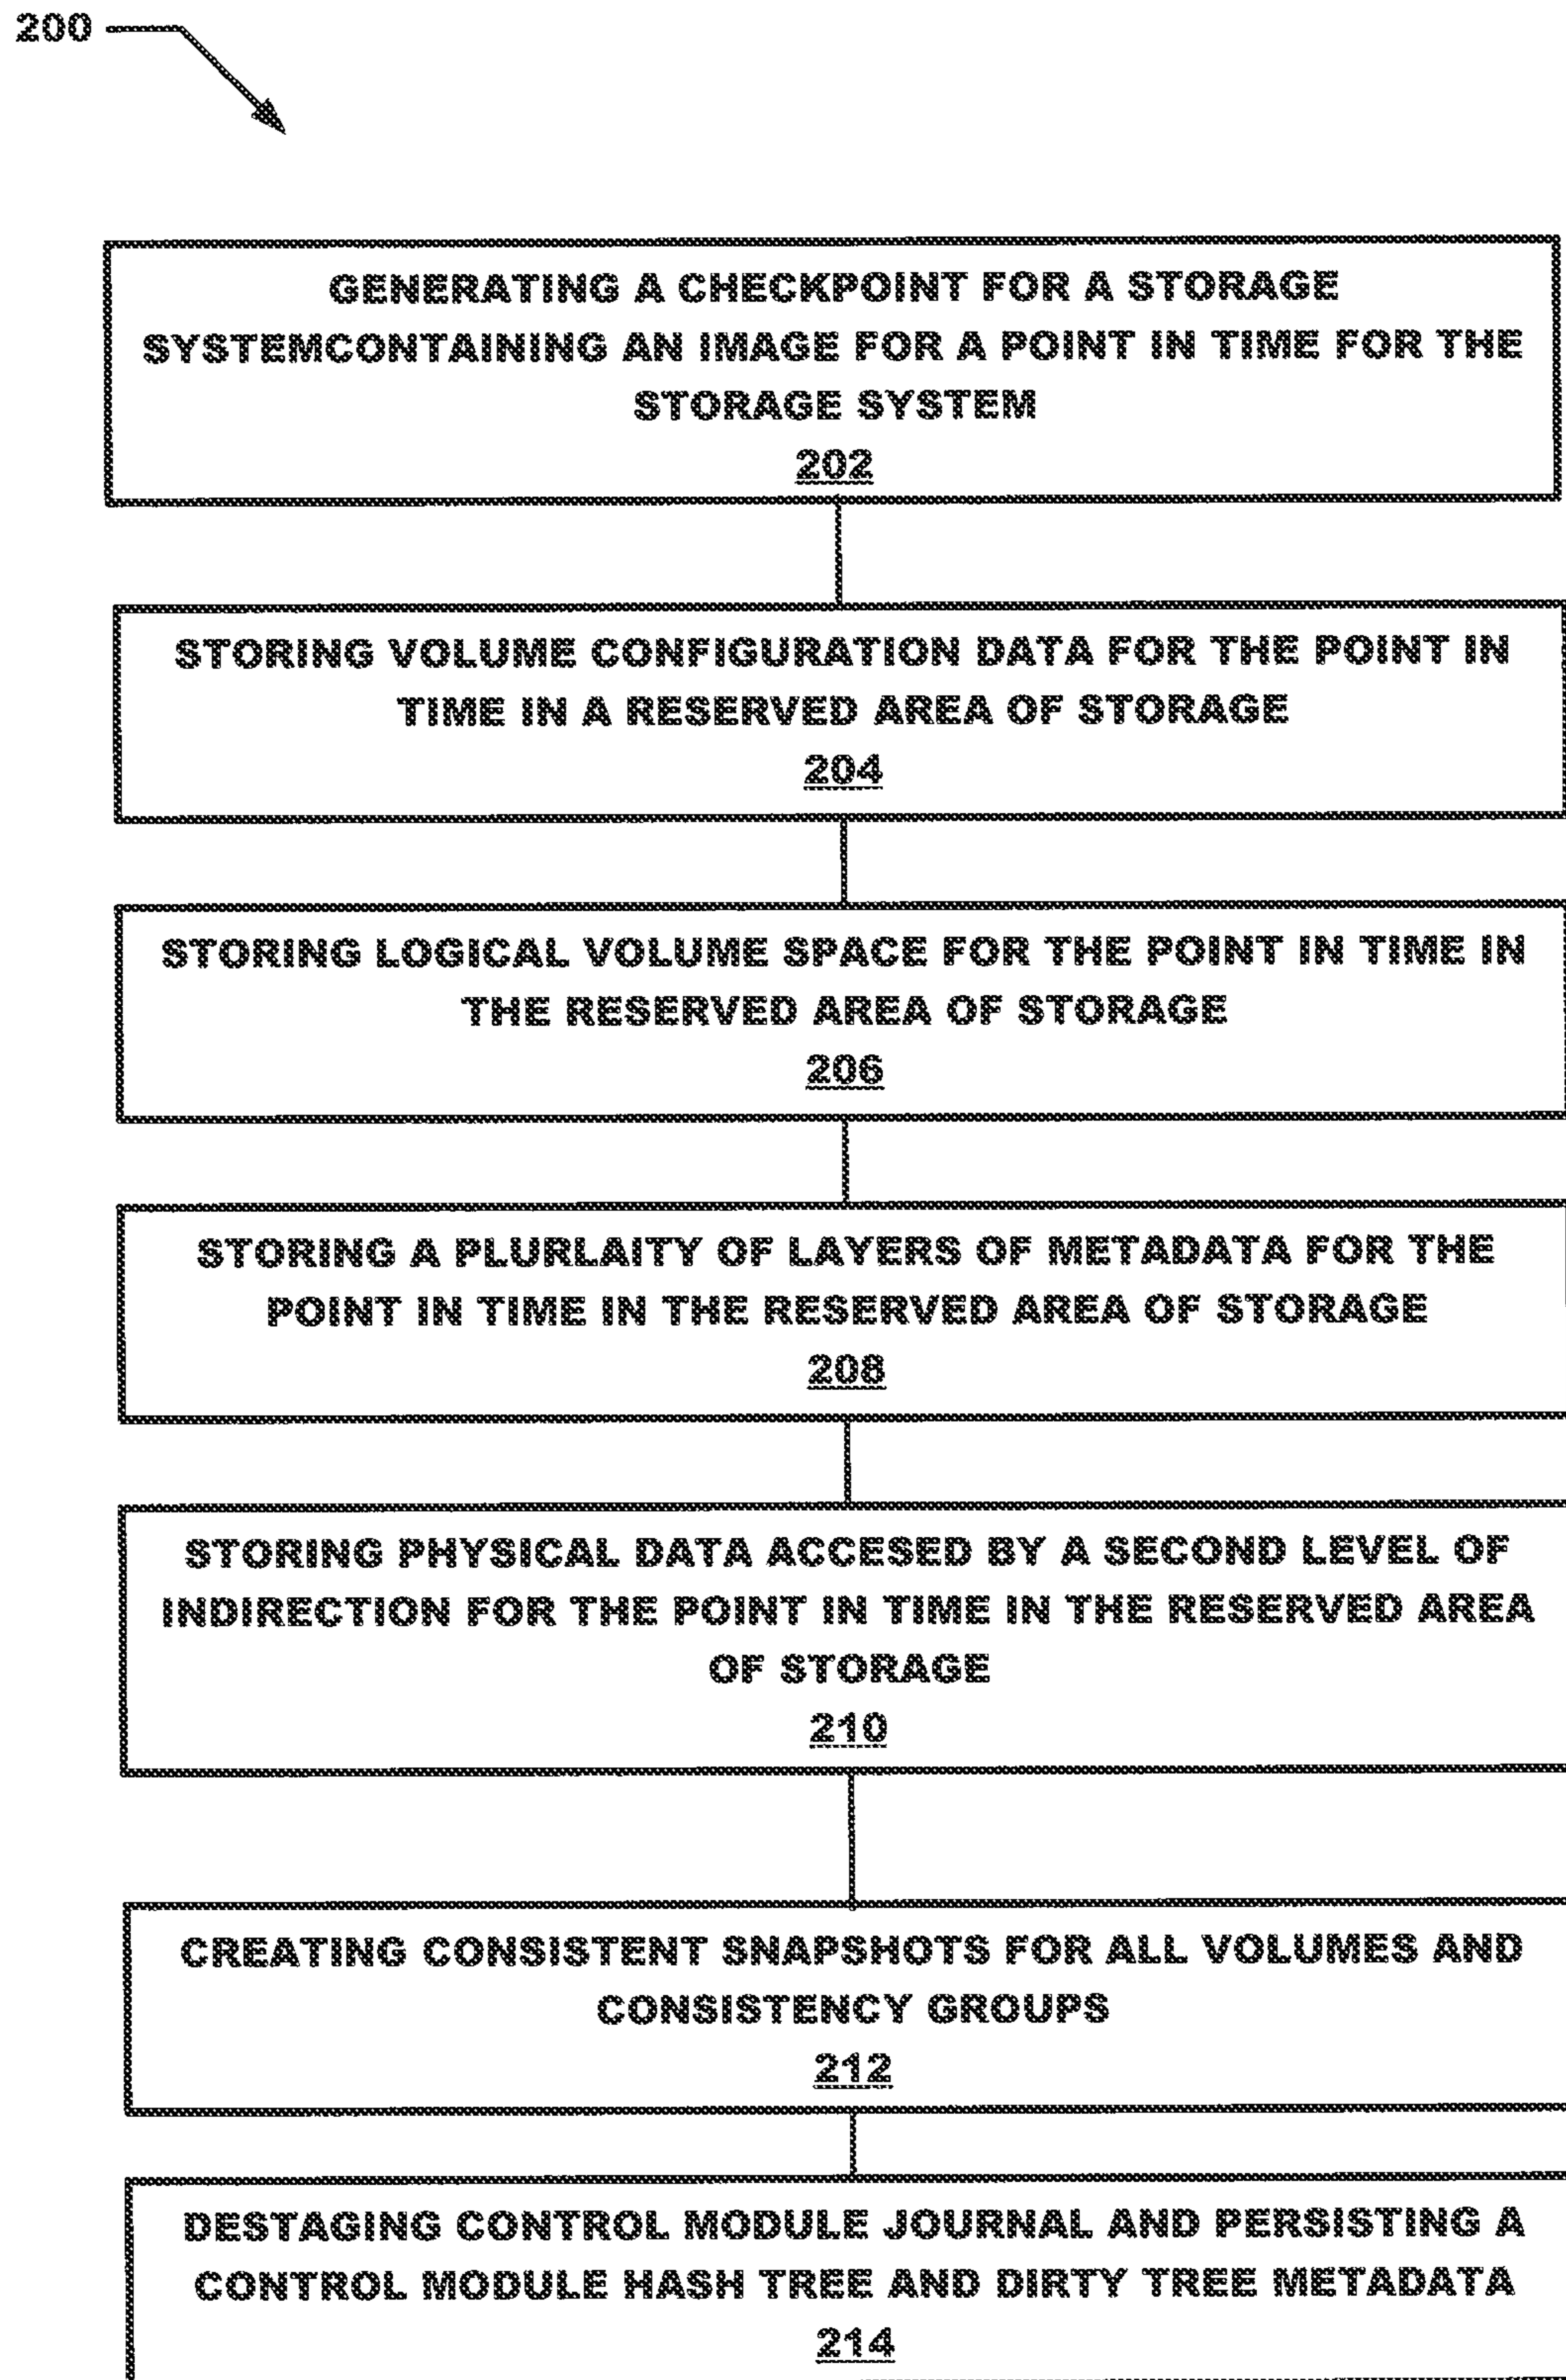 200
GENERATING A CHECKPOINT FOR A STORAGE
SYSTEMCONTAINING AN IMAGE FOR A POINT IN TIME FOR THE
STORAGE SYSTEM
202
STORING VOLUME CONFIGURATION DATA FOR THE POINT IN
TIME IN A RESERVED AREA OF STORAGE
204
STORING LOGICAL VOLUME SPACE FOR THE POINT IN TIME IN
THE RESERVED AREA OF STORAGE
206
STORING A PLURLAITY OF LAYERS OF METADATA FOR THE
POINT IN TIME IN THE RESERVED AREA OF STORAGE
208
STORING PHYSICAL DATA ACCESED BY A SECOND LEVEL OF
INDIRECTION FOR THE POINT IN TIME IN THE RESERVED AREA
OF STORAGE
210
CREATING CONSISTENT SNAPSHOTS FOR ALL VOLUMES AND
CONSISTENCY GROUPS
212
DESTAGING CONTROL MODULE JOURNAL AND PERSISTING A
CONTROL MODULE HASH TREE AND DIRTY TREE METADATA
214